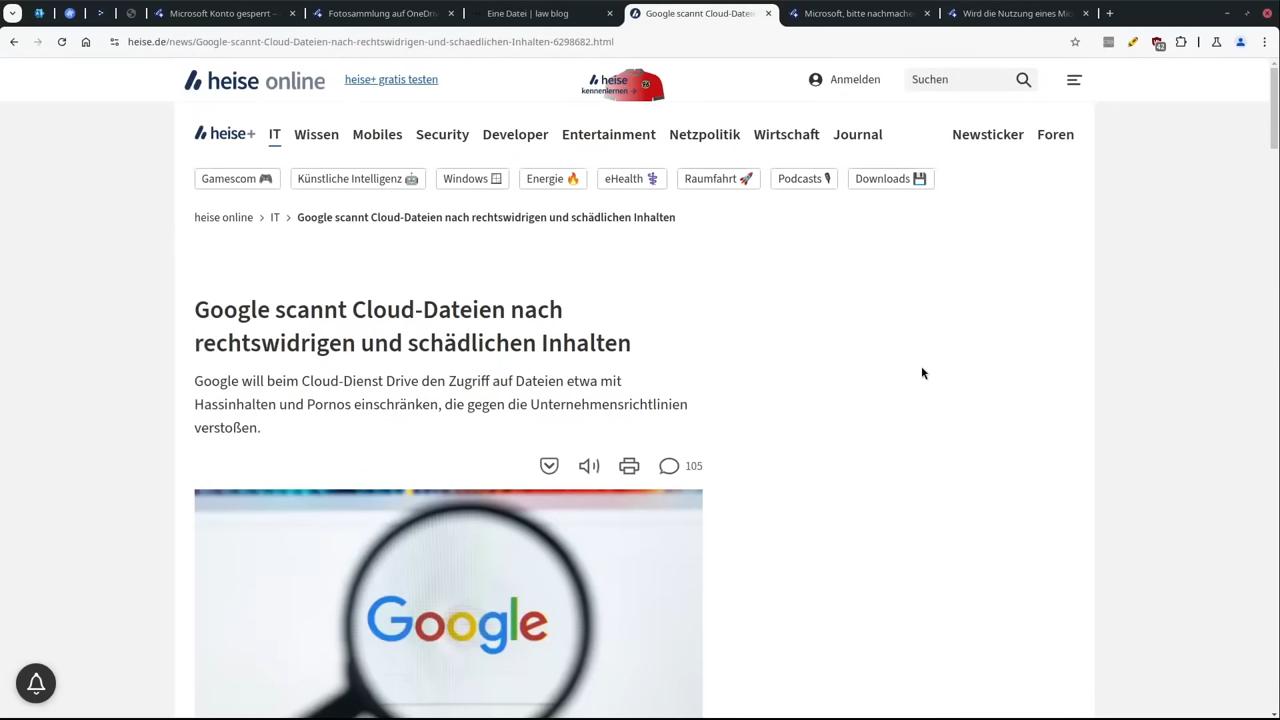 Microsoft Konto gesperrt –
Fotosammlung auf OneDriv
Eine Datei | law blog
Google scannt Cloud-Datei
Microsoft, bitte nachmache
Wird die Nutzung eines Mic
heise.de/news/Google-scannt-Cloud-Dateien-nach-rechtswidrigen-und-schaedlichen-Inhalten-6298682.html
42
heise online
heise+ gratis testen
heise
kennenlernen →
Anmelden
Suchen
heise+ IT Wissen Mobiles Security Developer Entertainment Netzpolitik Wirtschaft Journal Newsticker Foren
Gamescom 🎮 Künstliche Intelligenz 🤖 Windows 🪟 Energie 🔥 eHealth ⚕️ Raumfahrt 🚀 Podcasts 🎙 Downloads 💾
heise online > IT > Google scannt Cloud-Dateien nach rechtswidrigen und schädlichen Inhalten
Google scannt Cloud-Dateien nach
rechtswidrigen und schädlichen Inhalten
Google will beim Cloud-Dienst Drive den Zugriff auf Dateien etwa mit
Hassinhalten und Pornos einschränken, die gegen die Unternehmensrichtlinien
verstoßen.
105
Google